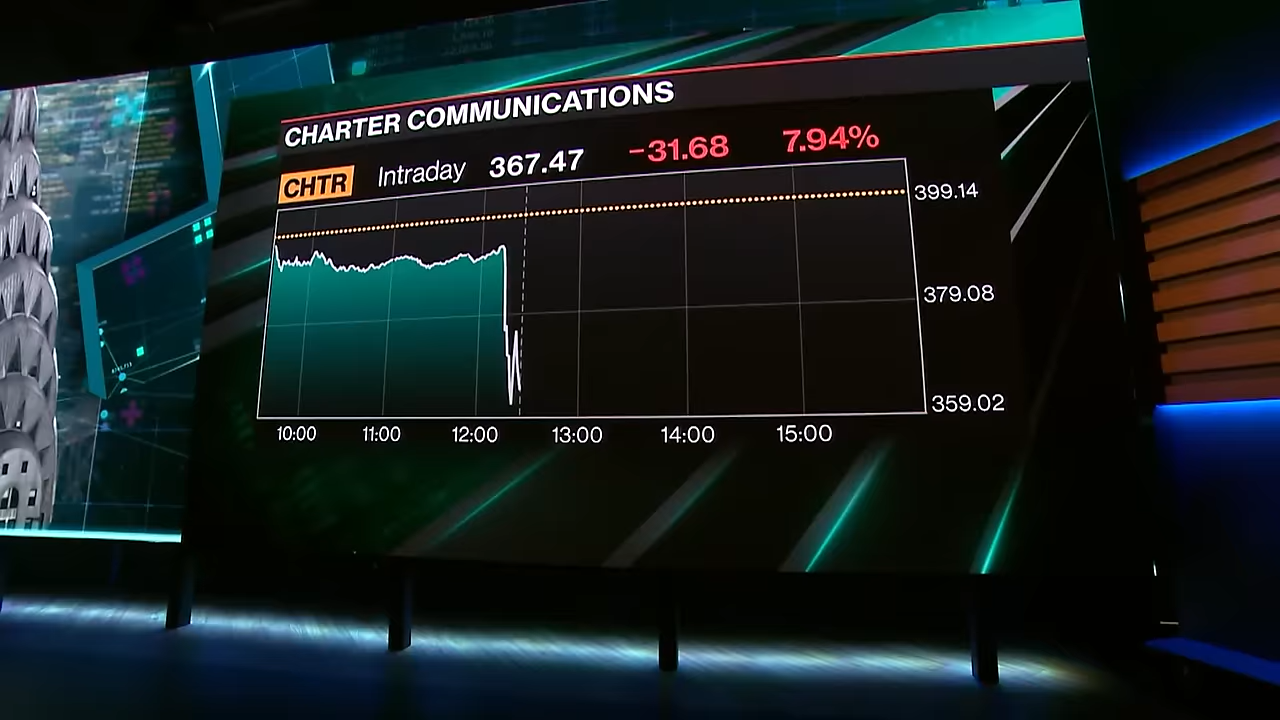 CHARTER COMMUNICATIONS
CHTR Intraday 367.47 −31.68 7.94%
399.14
379.08
359.02
10:00 11:00 12:00 13:00 14:00 15:00